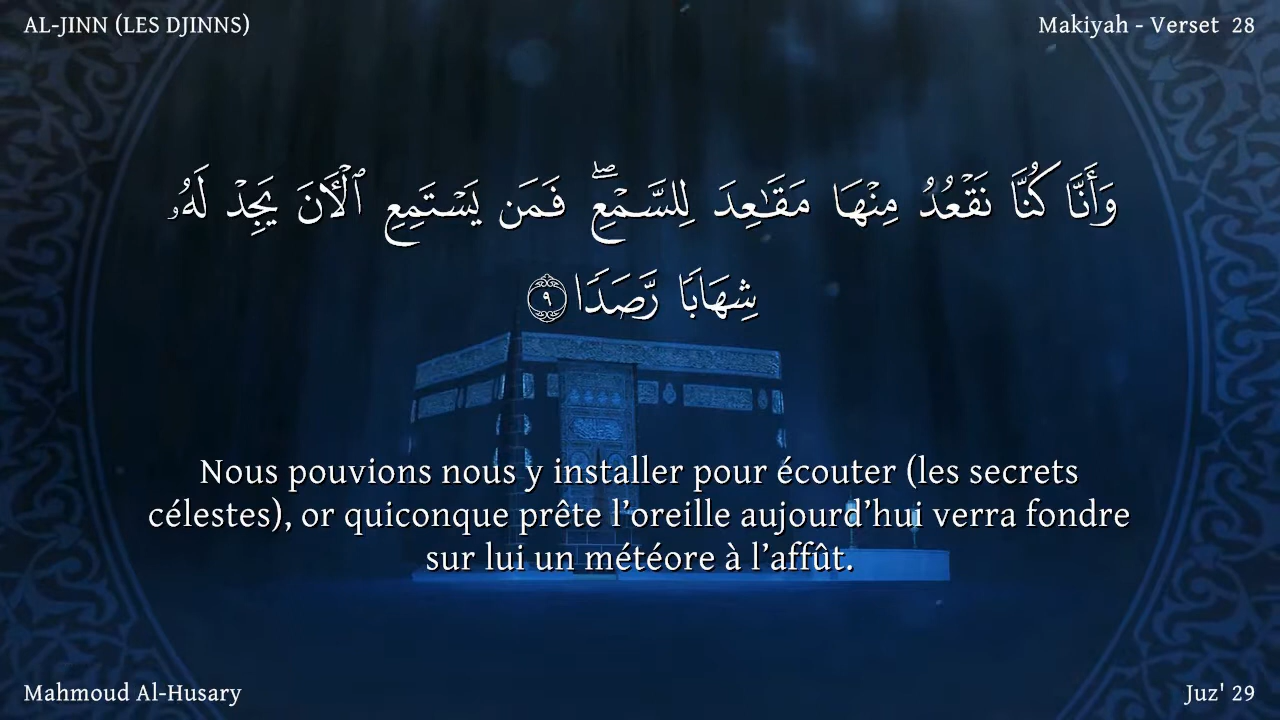 AL-JINN (LES DJINNS)
Makiyah - Verset 28
وَأَنَّا كُنَّا نَقْعُدُ مِنْهَا مَقَٰعِدَ لِلسَّمْعِۖ فَمَن يَسْتَمِعِ ٱلْـَٔانَ يَجِدْ لَهُۥ
شِهَابًا رَّصَدًا ٩
Nous pouvions nous y installer pour écouter (les secrets
célestes), or quiconque prête l’oreille aujourd’hui verra fondre
sur lui un météore à l’affût.
Mahmoud Al-Husary
Juz' 29